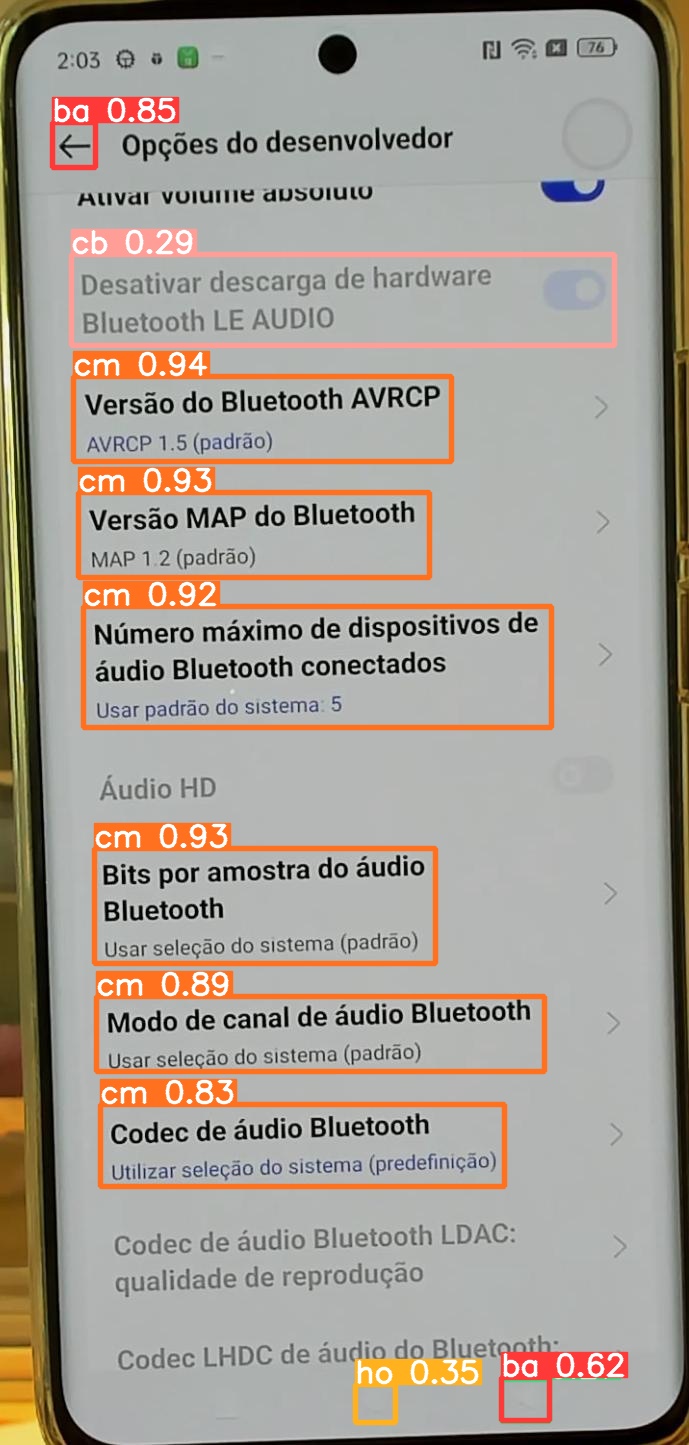 2:03
76
ba 0.85
Opções do desenvolvedor
Ativar volume absoluto
cb 0.29
Desativar descarga de hardware
Bluetooth LE AUDIO
cm 0.94
Versão do Bluetooth AVRCP
AVRCP 1.5 (padrão)
cm 0.93
Versão MAP do Bluetooth
MAP 1.2 (padrão)
cm 0.92
Número máximo de dispositivos de
áudio Bluetooth conectados
Usar padrão do sistema: 5
Áudio HD
cm 0.93
Bits por amostra do áudio
Bluetooth
Usar seleção do sistema (padrão)
cm 0.89
Modo de canal de áudio Bluetooth
Usar seleção do sistema (padrão)
cm 0.83
Codec de áudio Bluetooth
Utilizar seleção do sistema (predefinição)
Codec de áudio Bluetooth LDAC:
qualidade de reprodução
Codec LHDC de áudio do Bluetooth:
ho 0.35
ba 0.62